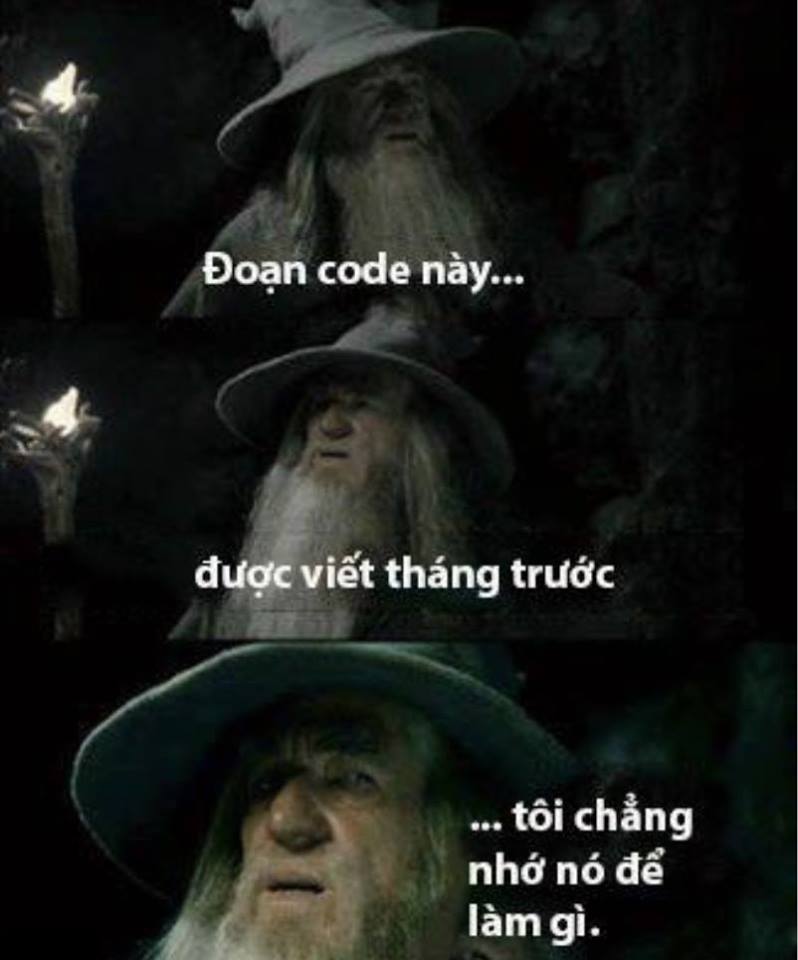 Đoạn code này...
được viết tháng trước
... tôi chẳng
nhớ nó để
làm gì.